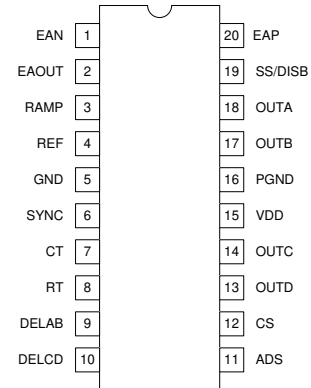 EAN 1 20 EAP
EAOUT 2 19 SS/DISB
RAMP 3 18 OUTA
REF 4 17 OUTB
GND 5 16 PGND
SYNC 6 15 VDD
CT 7 14 OUTC
RT 8 13 OUTD
DELAB 9 12 CS
DELCD 10 11 ADS